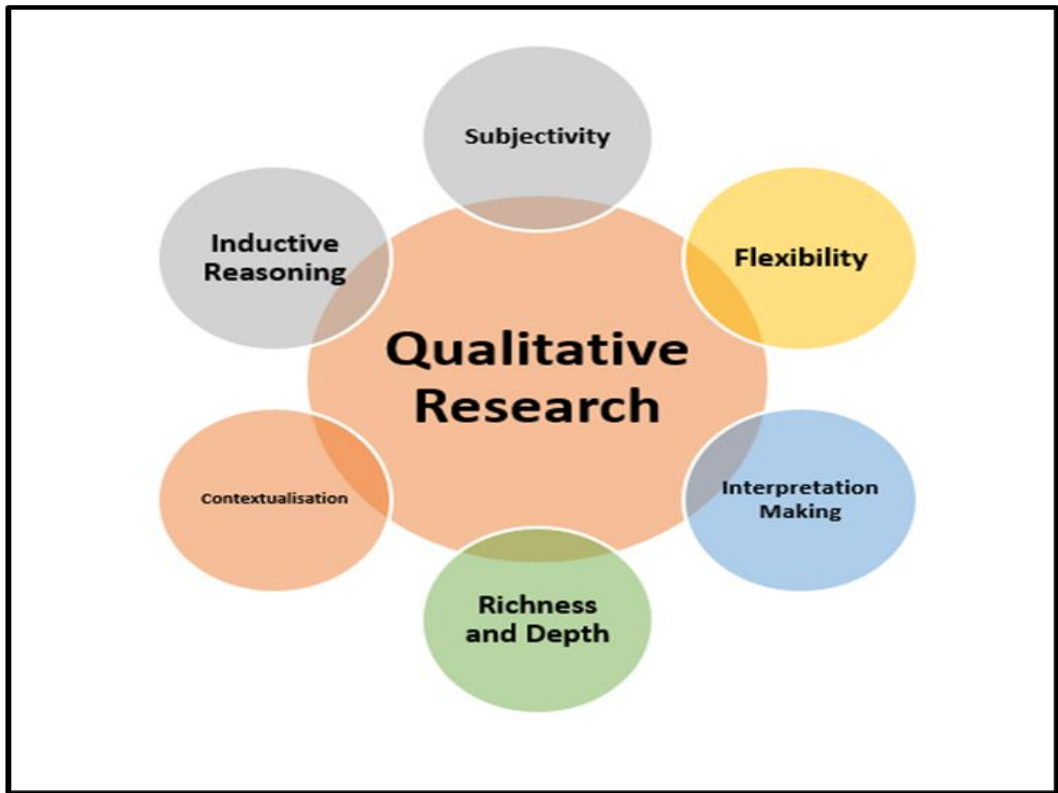 Subjectivity
Inductive
Reasoning
Flexibility
Qualitative
Research
Contextualisation
Interpretation
Making
Richness
and Depth